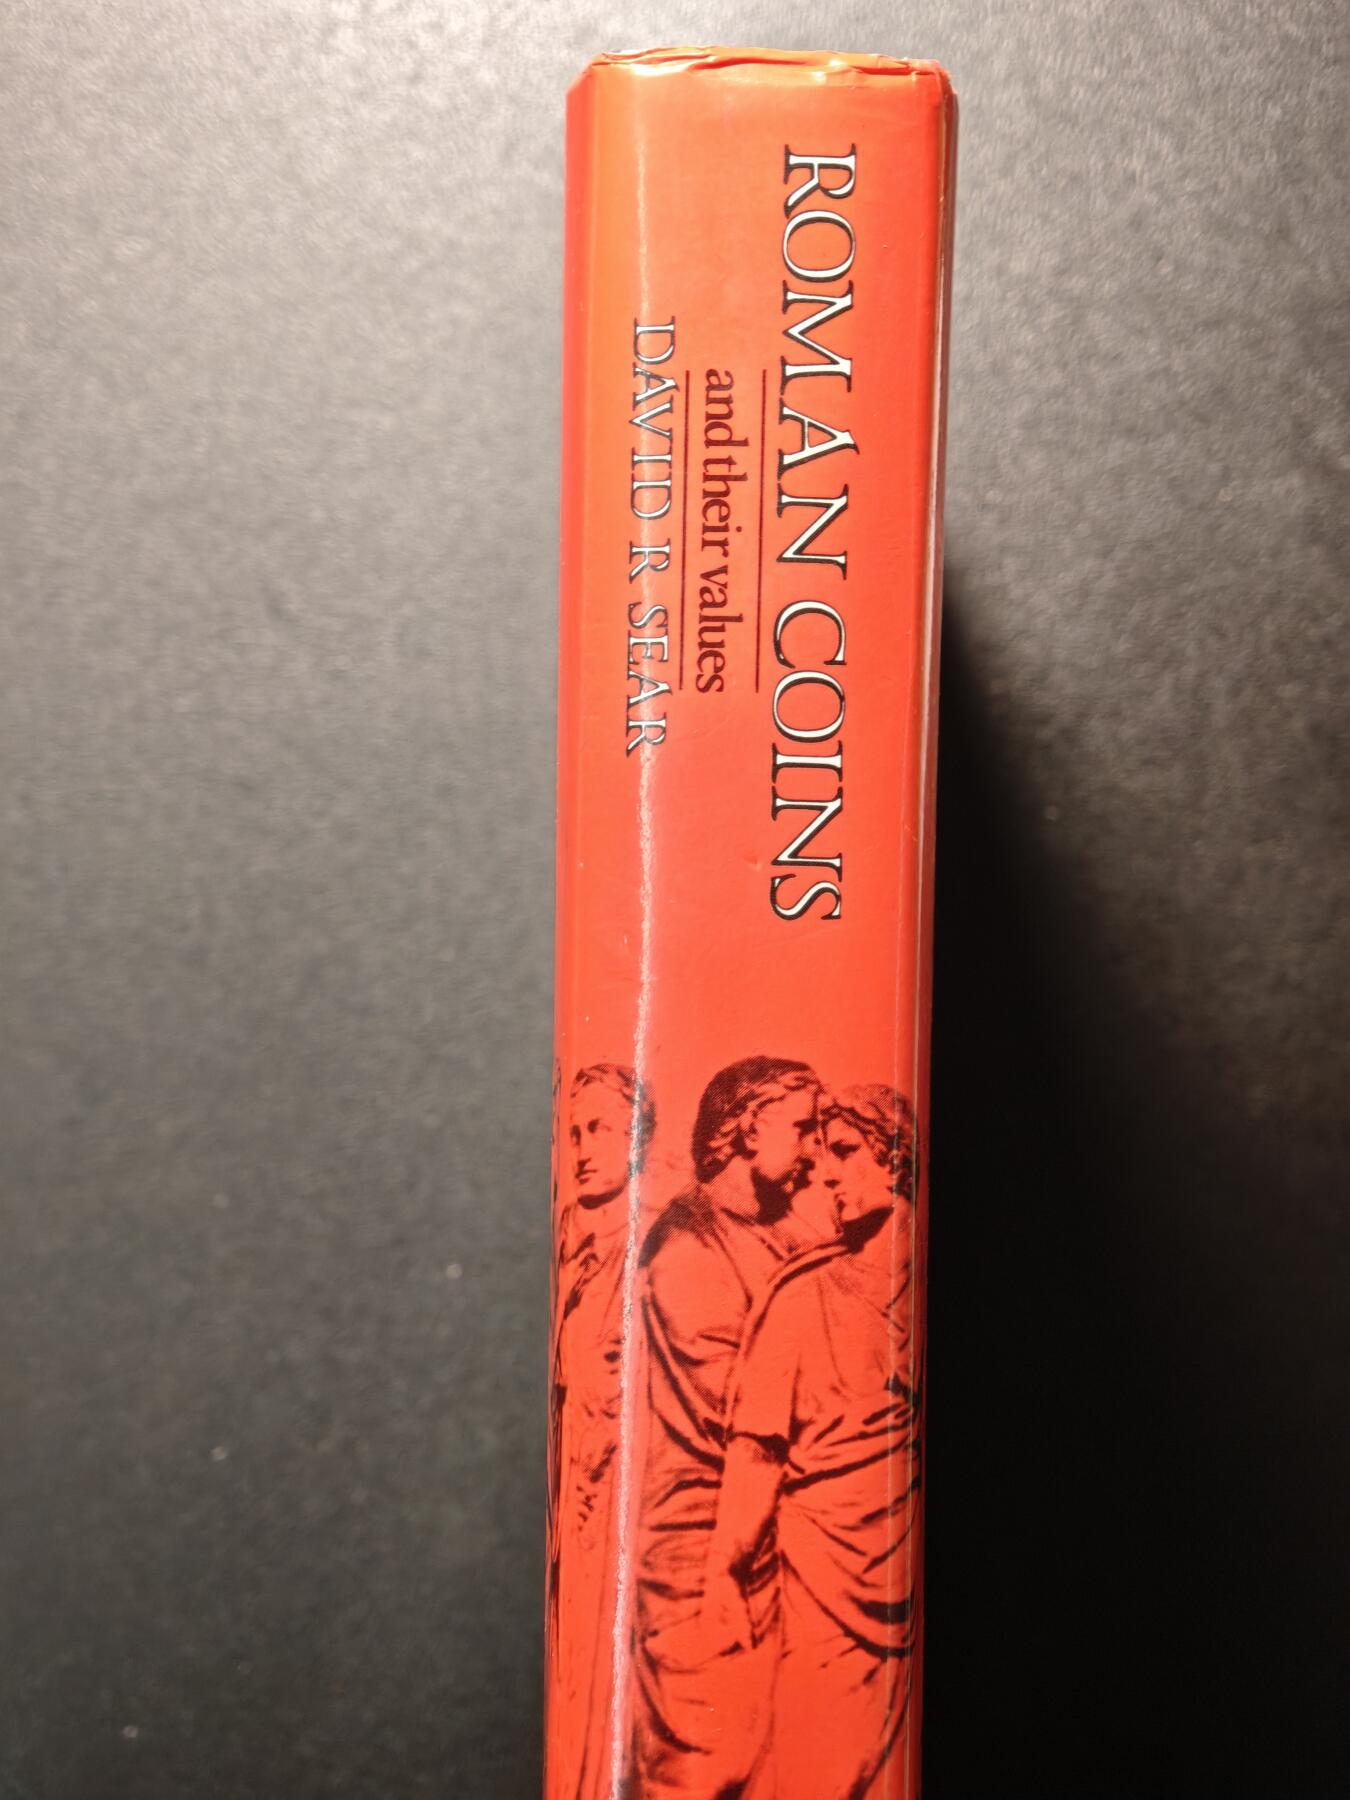 ROMAN COINS
and their values
DAVID R SEAR